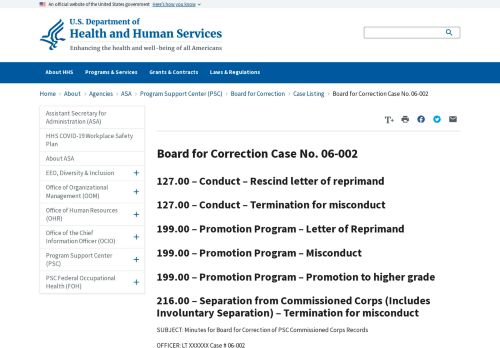 An official website of the United States government Here's how you know
U.S. Department of
Health and Human Services
Enhancing the health and well-being of all Americans
About HHS Programs & Services Grants & Contracts Laws & Regulations
Home › About › Agencies › ASA › Program Support Center (PSC) › Board for Correction › Case Listing › Board for Correction Case No. 06-002
Assistant Secretary for
Administration (ASA)
HHS COVID-19 Workplace Safety
Plan
About ASA
EEO, Diversity & Inclusion +
Office of Organizational
Management (OOM) +
Office of Human Resources
(OHR) +
Office of the Chief
Information Officer (OCIO) +
Program Support Center
(PSC) +
PSC Federal Occupational
Health (FOH) +
T+
Board for Correction Case No. 06-002
127.00 – Conduct – Rescind letter of reprimand
127.00 – Conduct – Termination for misconduct
199.00 – Promotion Program – Letter of Reprimand
199.00 – Promotion Program – Misconduct
199.00 – Promotion Program – Promotion to higher grade
216.00 – Separation from Commissioned Corps (Includes
Involuntary Separation) – Termination for misconduct
SUBJECT: Minutes for Board for Correction of PSC Commissioned Corps Records
OFFICER: LT XXXXXX Case # 06-002